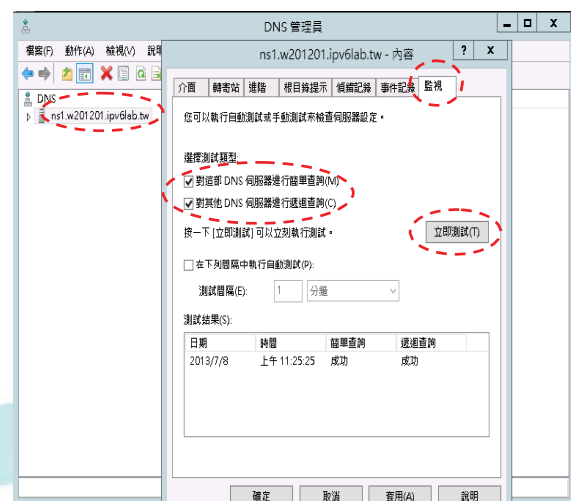 DNS 管理員
檔案(F) 動作(A) 檢視(V) 說明
DNS
ns1.w201201.ipv6lab.tw
ns1.w201201.ipv6lab.tw - 內容 ? X
介面 轉寄站 進階 根目錄提示 偵錯記錄 事件記錄 監視
您可以執行自動測試或手動測試來檢查伺服器設定。
選擇測試類型:
對這部 DNS 伺服器進行簡單查詢(M)
對其他 DNS 伺服器進行遞迴查詢(C)
按一下 [立即測試] 可以立刻執行測試。 立即測試(T)
在下列間隔中執行自動測試(P):
測試間隔(E): 1 分鐘
測試結果(S):
日期 時間 簡單查詢 遞迴查詢
2013/7/8 上午 11:25:25 成功 成功
確定 取消 套用(A) 說明